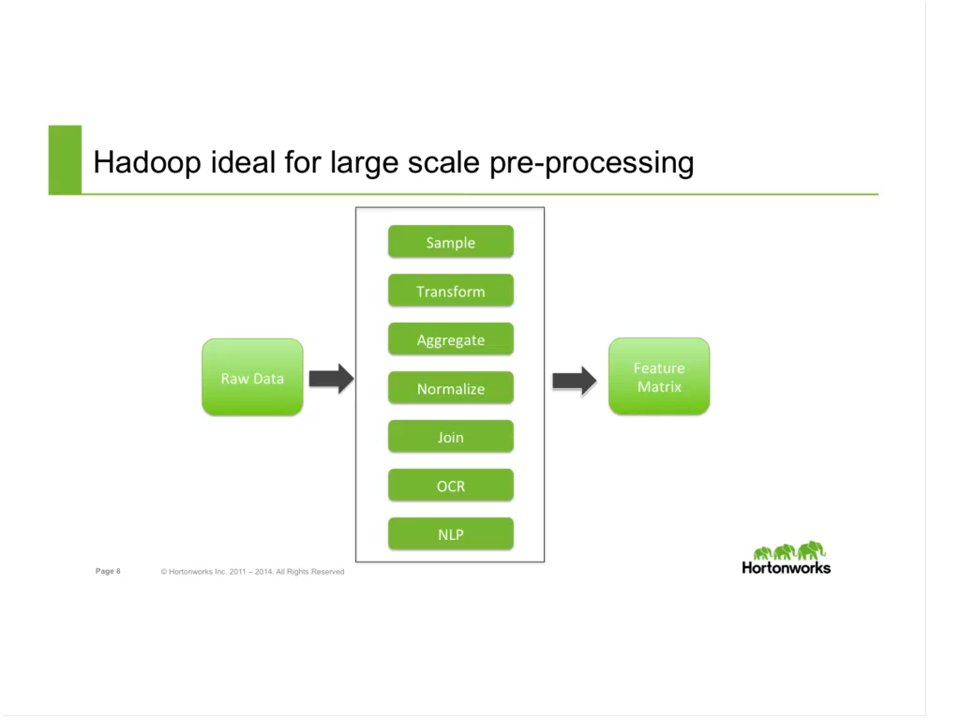 Hadoop ideal for large scale pre-processing
Sample
Transform
Aggregate
Normalize
Join
OCR
NLP
Raw Data
Feature
Matrix
Page 8
© Hortonworks Inc. 2011 – 2014. All Rights Reserved
Hortonworks